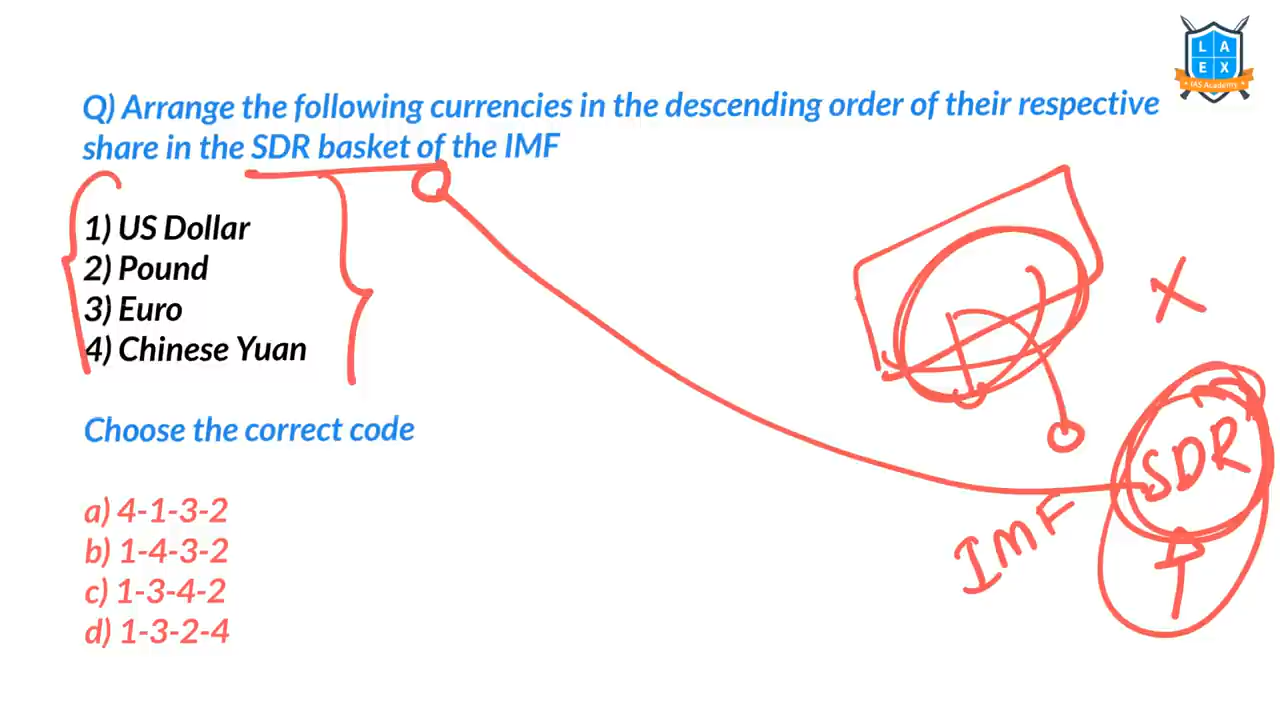 L A
E X
IAS Academy
Q) Arrange the following currencies in the descending order of their respective
share in the SDR basket of the IMF
1) US Dollar
2) Pound
3) Euro
4) Chinese Yuan
Choose the correct code
a) 4-1-3-2
b) 1-4-3-2
c) 1-3-4-2
d) 1-3-2-4
SDR
IMF